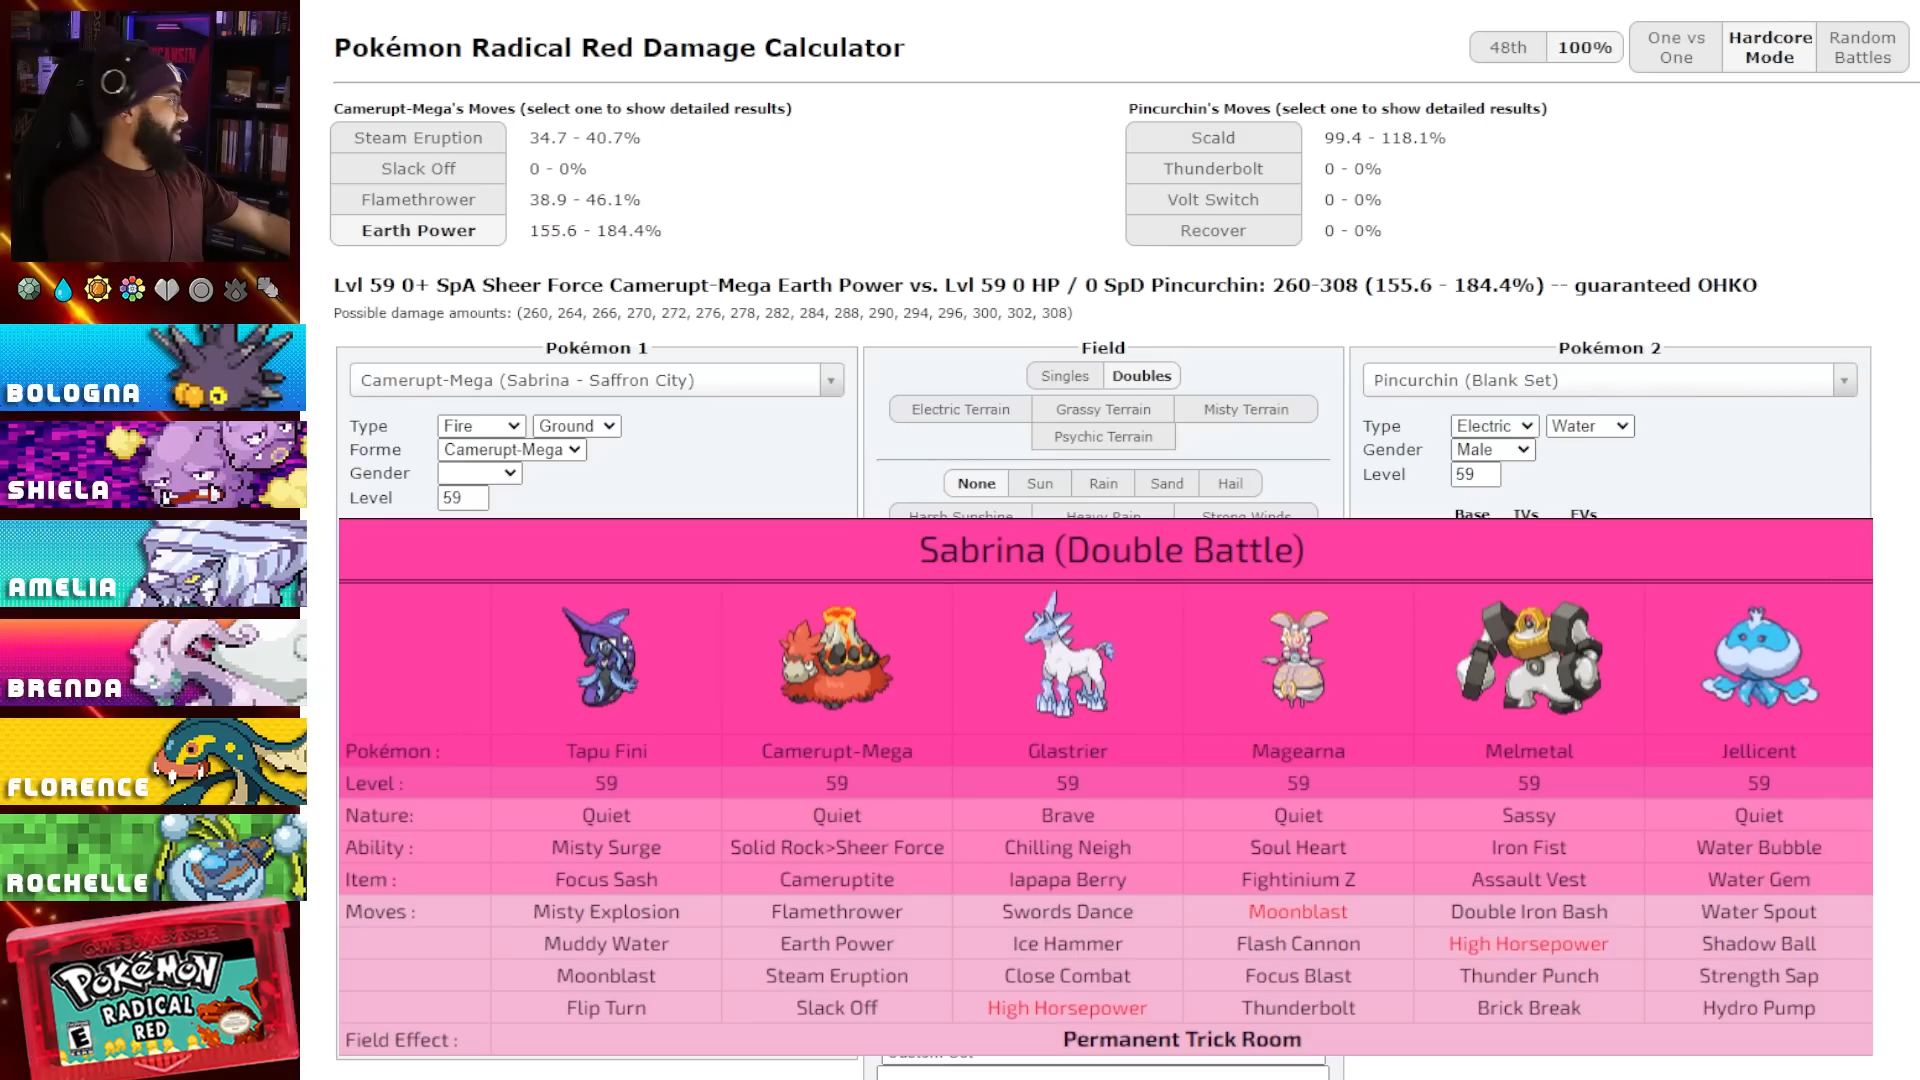 Pokémon Radical Red Damage Calculator
48th 100%
One vs One
Hardcore Mode
Random Battles
Camerupt-Mega's Moves (select one to show detailed results)
Steam Eruption 34.7 - 40.7%
Slack Off 0 - 0%
Flamethrower 38.9 - 46.1%
Earth Power 155.6 - 184.4%
Pincurchin's Moves (select one to show detailed results)
Scald 99.4 - 118.1%
Thunderbolt 0 - 0%
Volt Switch 0 - 0%
Recover 0 - 0%
Lvl 59 0+ SpA Sheer Force Camerupt-Mega Earth Power vs. Lvl 59 0 HP / 0 SpD Pincurchin: 260-308 (155.6 - 184.4%) -- guaranteed OHKO
Possible damage amounts: (260, 264, 266, 270, 272, 276, 278, 282, 284, 288, 290, 294, 296, 300, 302, 308)
Pokémon 1
Camerupt-Mega (Sabrina - Saffron City)
Type Fire Ground
Forme Camerupt-Mega
Gender
Level 59
Field
Singles Doubles
Electric Terrain Grassy Terrain Misty Terrain
Psychic Terrain
None Sun Rain Sand Hail
Harsh Sunshine Heavy Rain Strong Winds
Pokémon 2
Pincurchin (Blank Set)
Type Electric Water
Gender Male
Level 59
Base IVs EVs
BOLOGNA
SHIELA
AMELIA
BRENDA
FLORENCE
ROCHELLE
POKéMON
RADICAL
RED
E
Sabrina (Double Battle)
Pokémon : Tapu Fini Camerupt-Mega Glastrier Magearna Melmetal Jellicent
Level : 59 59 59 59 59 59
Nature: Quiet Quiet Brave Quiet Sassy Quiet
Ability : Misty Surge Solid Rock>Sheer Force Chilling Neigh Soul Heart Iron Fist Water Bubble
Item : Focus Sash Cameruptite Iapapa Berry Fightinium Z Assault Vest Water Gem
Moves : Misty Explosion Flamethrower Swords Dance Moonblast Double Iron Bash Water Spout
Muddy Water Earth Power Ice Hammer Flash Cannon High Horsepower Shadow Ball
Moonblast Steam Eruption Close Combat Focus Blast Thunder Punch Strength Sap
Flip Turn Slack Off High Horsepower Thunderbolt Brick Break Hydro Pump
Field Effect : Permanent Trick Room